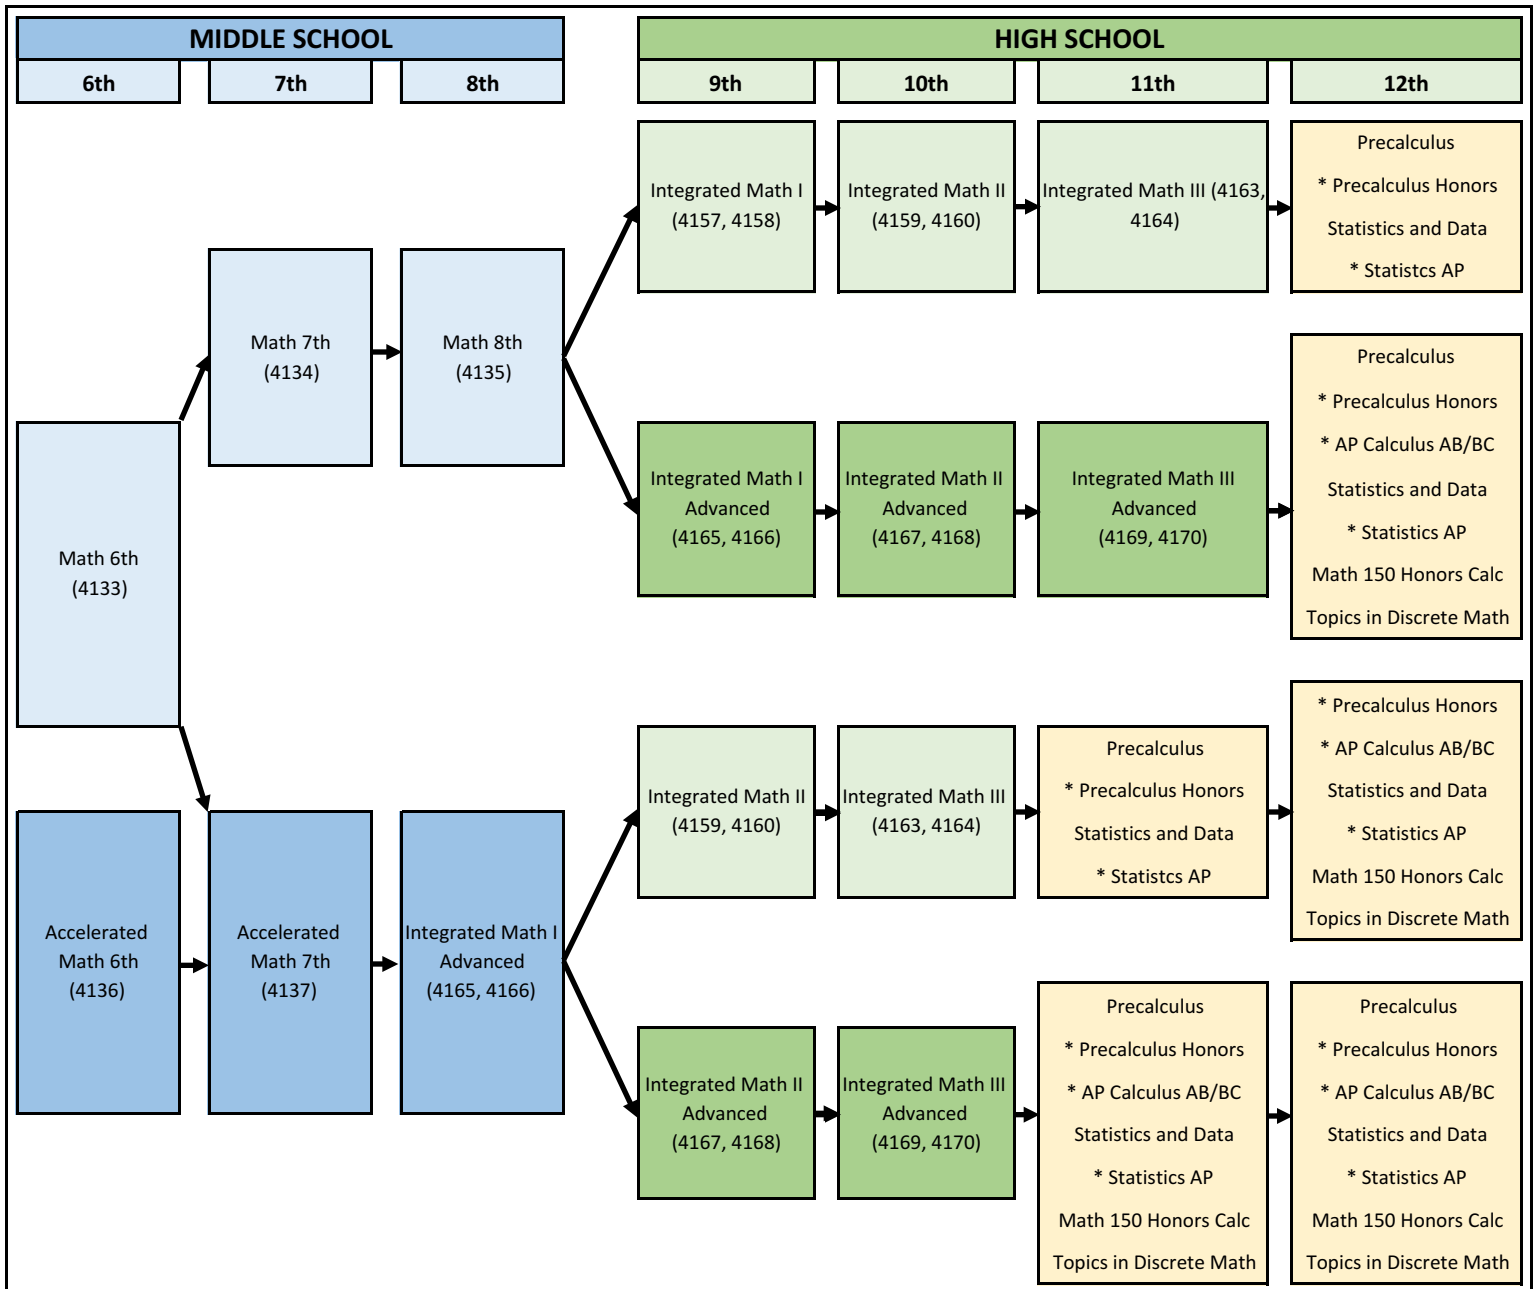 MIDDLE SCHOOL
HIGH SCHOOL
6th
7th
8th
9th
10th
11th
12th
Math 6th
(4133)
Math 7th
(4134)
Math 8th
(4135)
Integrated Math I
(4157, 4158)
Integrated Math II
(4159, 4160)
Integrated Math III (4163,
4164)
Precalculus
* Precalculus Honors
Statistics and Data
* Statistcs AP
Integrated Math I
Advanced
(4165, 4166)
Integrated Math II
Advanced
(4167, 4168)
Integrated Math III
Advanced
(4169, 4170)
Precalculus
* Precalculus Honors
* AP Calculus AB/BC
Statistics and Data
* Statistics AP
Math 150 Honors Calc
Topics in Discrete Math
Accelerated
Math 6th
(4136)
Accelerated
Math 7th
(4137)
Integrated Math I
Advanced
(4165, 4166)
Integrated Math II
(4159, 4160)
Integrated Math III
(4163, 4164)
Precalculus
* Precalculus Honors
Statistics and Data
* Statistcs AP
* Precalculus Honors
* AP Calculus AB/BC
Statistics and Data
* Statistics AP
Math 150 Honors Calc
Topics in Discrete Math
Integrated Math II
Advanced
(4167, 4168)
Integrated Math III
Advanced
(4169, 4170)
Precalculus
* Precalculus Honors
* AP Calculus AB/BC
Statistics and Data
* Statistics AP
Math 150 Honors Calc
Topics in Discrete Math
Precalculus
* Precalculus Honors
* AP Calculus AB/BC
Statistics and Data
* Statistics AP
Math 150 Honors Calc
Topics in Discrete Math